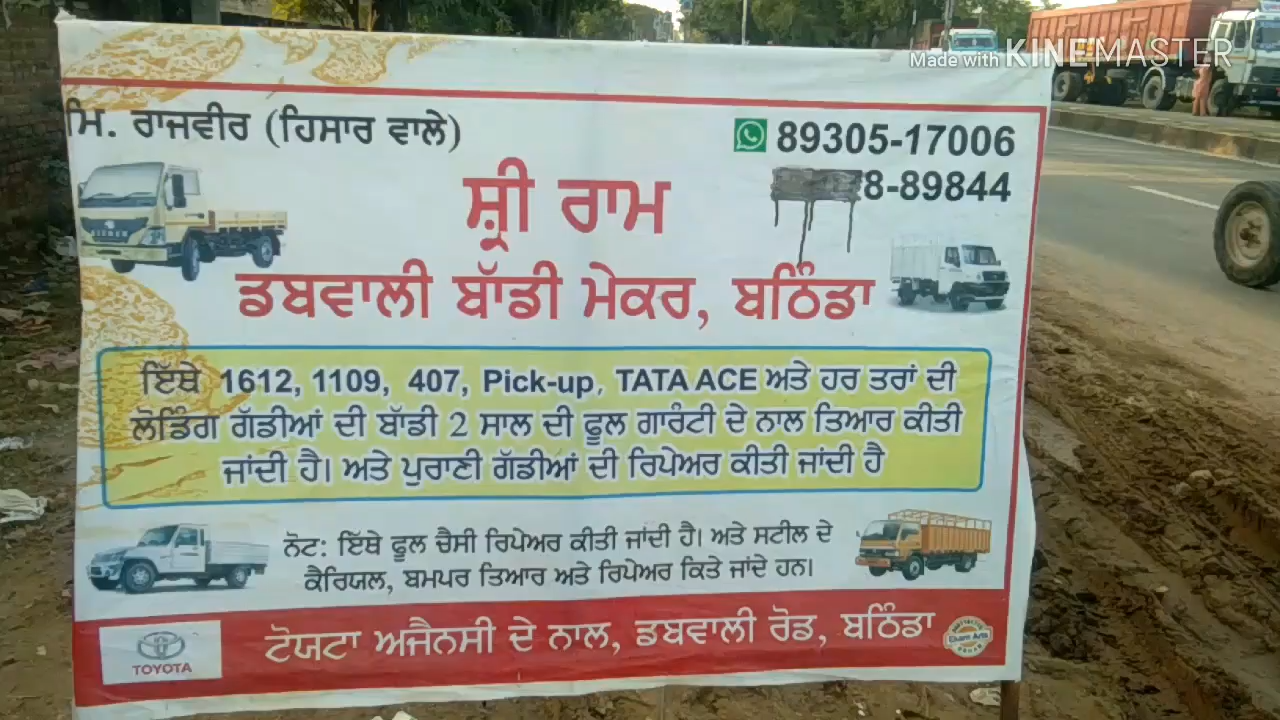 Made with KINEMASTER
ਮਿ. ਰਾਜਵੀਰ (ਹਿਸਾਰ ਵਾਲੇ)
89305-17006
8-89844
ਸ਼੍ਰੀ ਰਾਮ
ਡਬਵਾਲੀ ਬਾੱਡੀ ਮੇਕਰ, ਬਠਿੰਡਾ
ਇੱਥੇ 1612, 1109, 407, Pick-up, TATA ACE ਅਤੇ ਹਰ ਤਰਾਂ ਦੀ
ਲੋਡਿੰਗ ਗੱਡੀਆਂ ਦੀ ਬਾੱਡੀ 2 ਸਾਲ ਦੀ ਫੂਲ ਗਾਰੰਟੀ ਦੇ ਨਾਲ ਤਿਆਰ ਕੀਤੀ
ਜਾਂਦੀ ਹੈ। ਅਤੇ ਪੁਰਾਣੀ ਗੱਡੀਆਂ ਦੀ ਰਿਪੇਅਰ ਕੀਤੀ ਜਾਂਦੀ ਹੈ
ਨੋਟ: ਇੱਥੇ ਫੂਲ ਚੈਸੀ ਰਿਪੇਅਰ ਕੀਤੀ ਜਾਂਦੀ ਹੈ। ਅਤੇ ਸਟੀਲ ਦੇ
ਕੈਰਿਯਲ, ਬਮਪਰ ਤਿਆਰ ਅਤੇ ਰਿਪੇਅਰ ਕਿਤੇ ਜਾਂਦੇ ਹਨ।
TOYOTA
ਟੋਯਟਾ ਅਜੈਨਸੀ ਦੇ ਨਾਲ, ਡਬਵਾਲੀ ਰੋਡ, ਬਠਿੰਡਾ